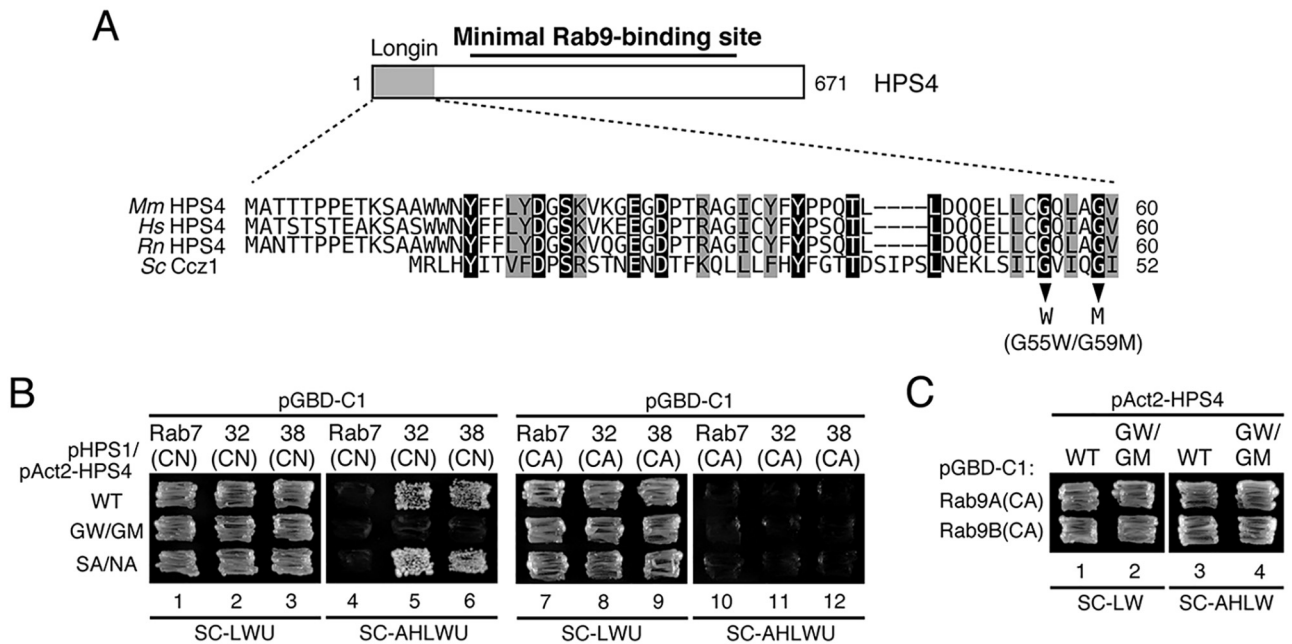 A
Longin
Minimal Rab9-binding site
1
671
HPS4
Mm HPS4 MATTTPPETKSAAWWNYFFLYDGSKVKGEGDPTRAGICYFYPPQTL----LDQQELLCGQLAGV 60
Hs HPS4 MATSTSTEAKSASWWNYFFLYDGSKVKEEGDPTRAGICYFYPSQTL----LDQQELLCGQIAGV 60
Rn HPS4 MANTTPPETKSAAWWNYFFLYDGSKVQGEGDPTRAGICYFYPSQTL----LDQQELLCGQLAGV 60
Sc Ccz1 MRLHYITVFDPSRSTNENDTFKQLLLFHYFGTTDSIPSLNEKLSIIGVIQGI 52
W M
(G55W/G59M)
B
pGBD-C1 pGBD-C1
pHPS1/
pAct2-HPS4
Rab7 32 38 Rab7 32 38 Rab7 32 38 Rab7 32 38
(CN) (CN) (CN) (CN) (CN) (CN) (CA) (CA) (CA) (CA) (CA) (CA)
WT
GW/GM
SA/NA
1 2 3 4 5 6 7 8 9 10 11 12
SC-LWU SC-AHLWU SC-LWU SC-AHLWU
C
pAct2-HPS4
GW/ GW/
pGBD-C1: WT GM WT GM
Rab9A(CA)
Rab9B(CA)
1 2 3 4
SC-LW SC-AHLW